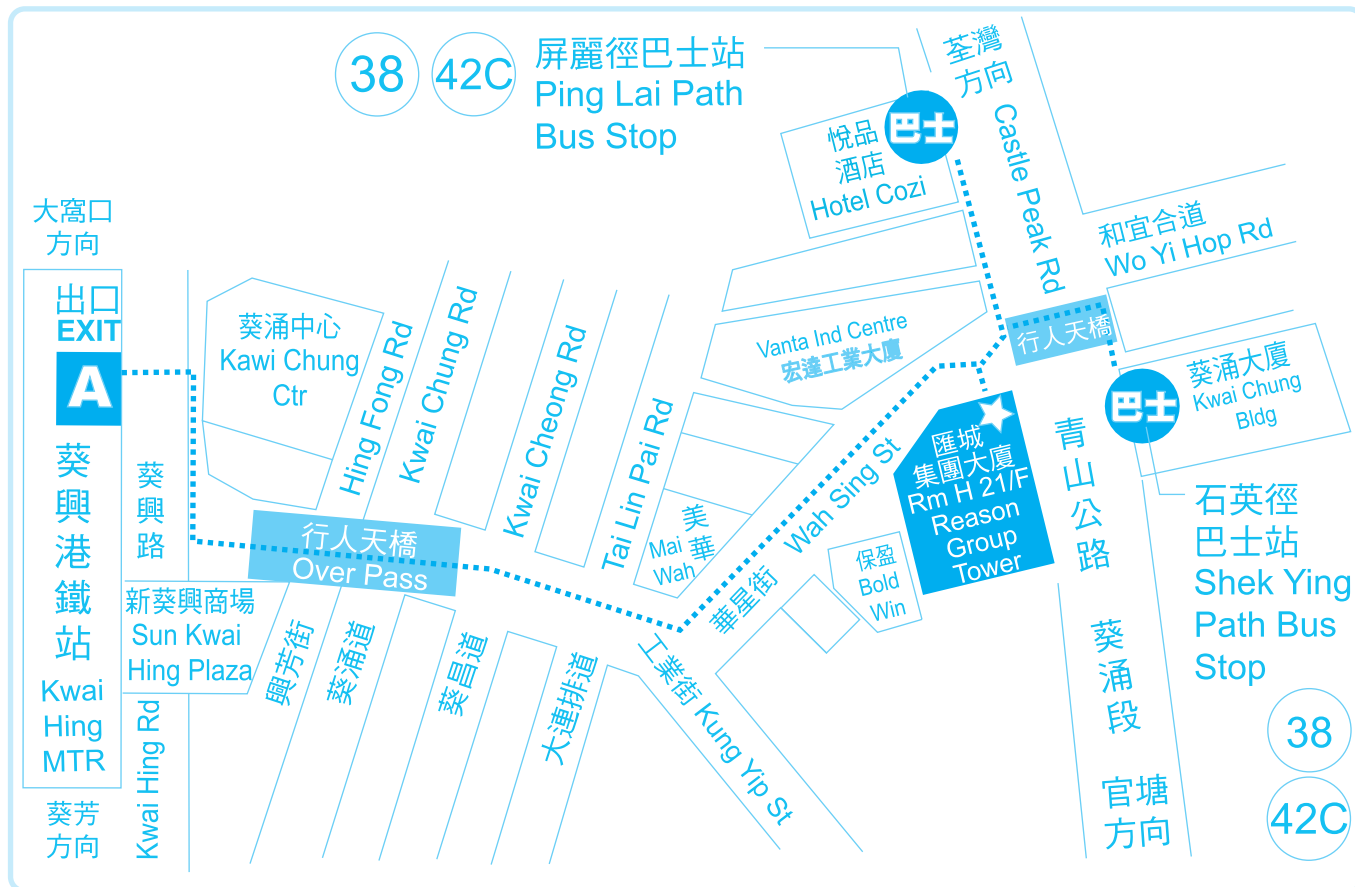 38
42C
屏麗徑巴士站
Ping Lai Path
Bus Stop
荃灣
方向
Castle Peak Rd
巴士
悅品
酒店
Hotel Cozi
和宜合道
Wo Yi Hop Rd
大窩口
方向
出口
EXIT
A
葵興港鐵站
Kwai
Hing
MTR
葵芳
方向
葵興路
Kwai Hing Rd
葵涌中心
Kawi Chung
Ctr
Hing Fong Rd
Kwai Chung Rd
Kwai Cheong Rd
Tai Lin Pai Rd
行人天橋
Over Pass
新葵興商場
Sun Kwai
Hing Plaza
興芳街
葵涌道
葵昌道
大連排道
工業街 Kung Yip St
美華
Mai
Wah
華星街 Wah Sing St
Vanta Ind Centre
宏達工業大廈
行人天橋
保盈
Bold
Win
匯城
集團大廈
Rm H 21/F
Reason
Group
Tower
巴士
葵涌大廈
Kwai Chung
Bldg
青山公路
葵涌段
官塘
方向
石英徑
巴士站
Shek Ying
Path Bus
Stop
38
42C